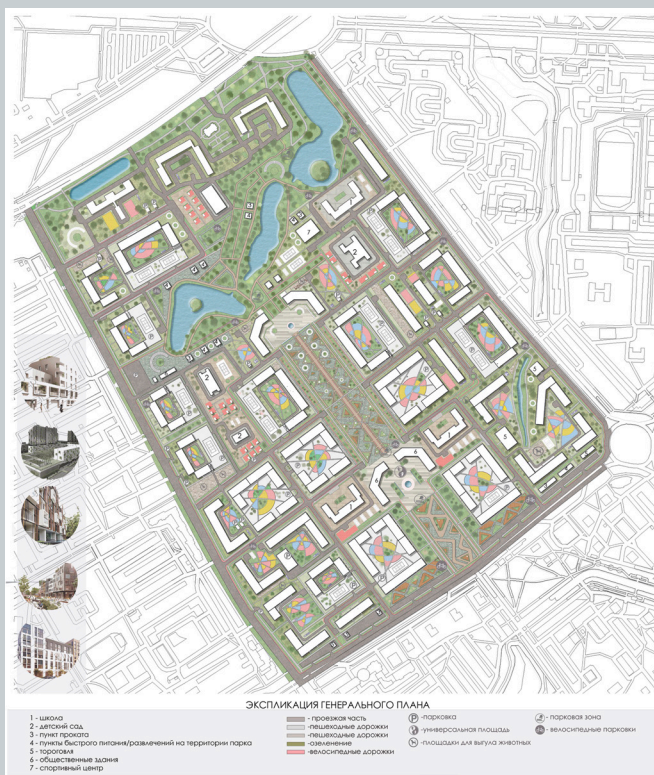 ЭКСПЛИКАЦИЯ ГЕНЕРАЛЬНОГО ПЛАНА
1 - школа
2 - детский сад
3 - пункт проката
4 - пункты быстрого питания/развлечений на территории парка
5 - тороговля
6 - общественные здания
7 - спортивный центр
- проезжая часть
-пешеходные дорожки
-пешеходные дорожки
-озеленение
-велосипедные дорожки
P -парковка
-универсальная площадь
-площадки для выгула животных
- парковая зона
- велосипедные парковки